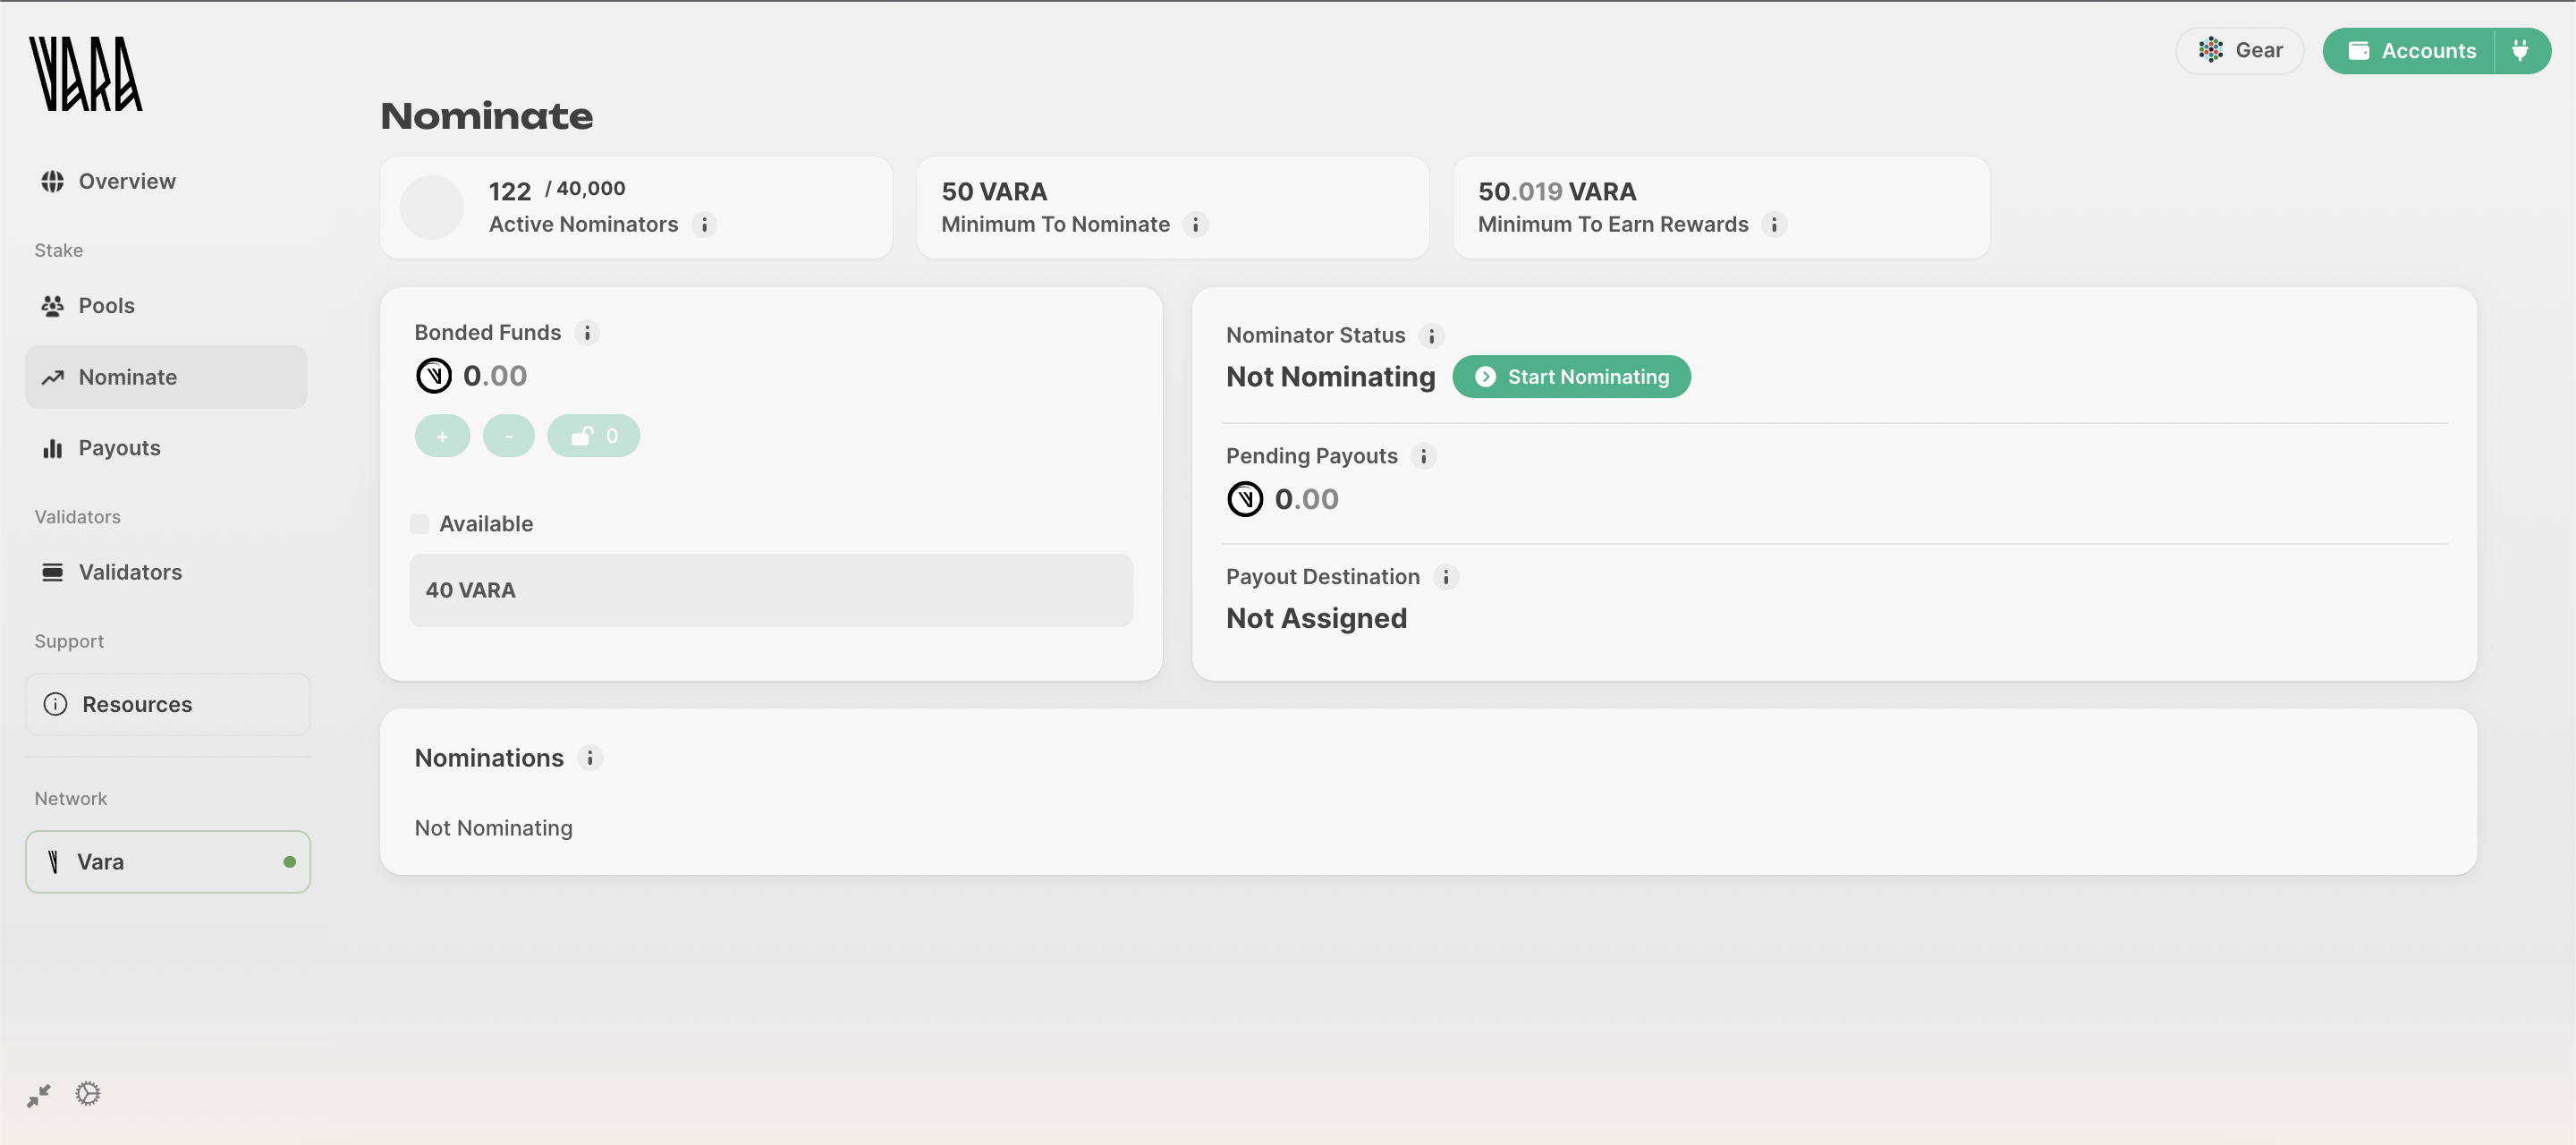 VARA
Gear
Accounts
Nominate
Overview
Stake
Pools
Nominate
Payouts
Validators
Validators
Support
Resources
Network
Vara
122 / 40,000
Active Nominators
50 VARA
Minimum To Nominate
50.019 VARA
Minimum To Earn Rewards
Bonded Funds
0.00
+
-
0
Available
40 VARA
Nominator Status
Not Nominating
Start Nominating
Pending Payouts
0.00
Payout Destination
Not Assigned
Nominations
Not Nominating